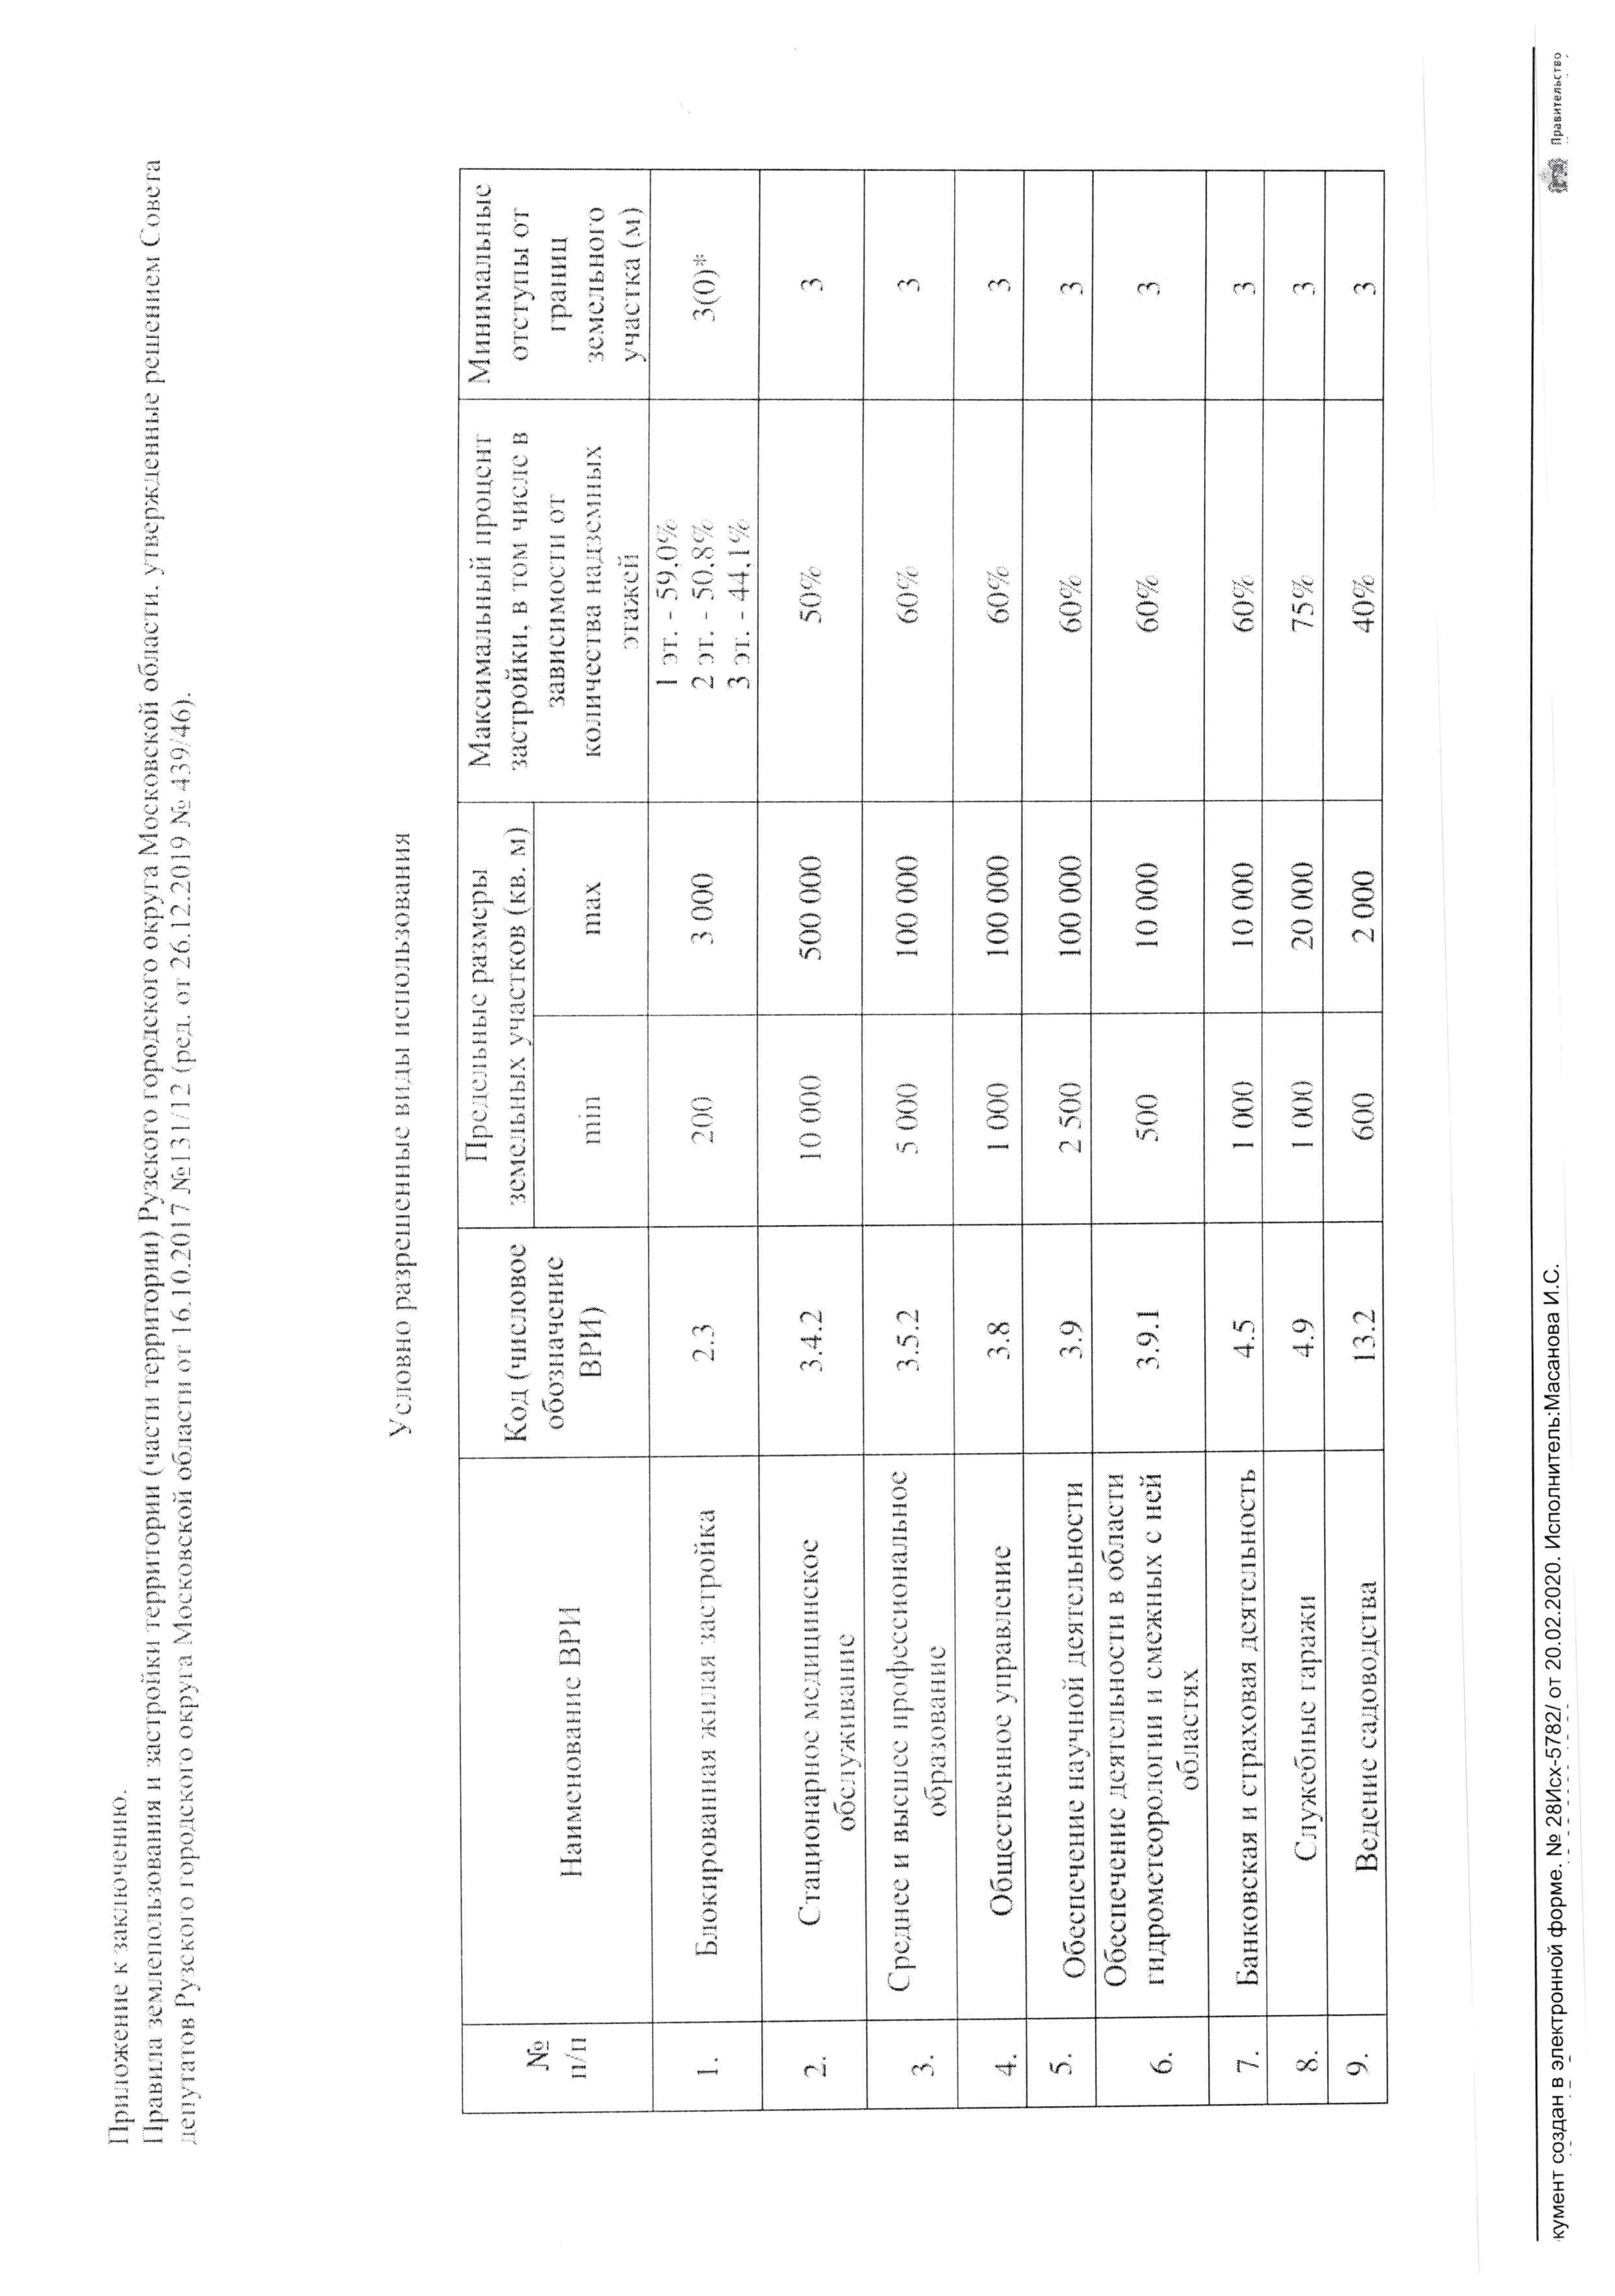 Приложение к заключению.
Правила землепользования и застройки территории (части территории) Рузского городского округа Московской области, утвержденные решением Совета
депутатов Рузского городского округа Московской области от 16.10.2017 №131/12 (ред. от 26.12.2019 № 439/46).
Условно разрешенные виды использования
№
п/п
Наименование ВРИ
Код (числовое
обозначение
ВРИ)
Предельные размеры
земельных участков (кв. м)
min
max
Максимальный процент
застройки, в том числе в
зависимости от
количества надземных
этажей
Минимальные
отступы от
границ
земельного
участка (м)
1.
Блокированная жилая застройка
2.3
200
3 000
1 эт. - 59,0%
2 эт. - 50,8%
3 эт. - 44,1%
3(0)*
2.
Стационарное медицинское
обслуживание
3.4.2
10 000
500 000
50%
3
3.
Среднее и высшее профессиональное
образование
3.5.2
5 000
100 000
60%
3
4.
Общественное управление
3.8
1 000
100 000
60%
3
5.
Обеспечение научной деятельности
3.9
2 500
100 000
60%
3
6.
Обеспечение деятельности в области
гидрометеорологии и смежных с ней
областях
3.9.1
500
10 000
60%
3
7.
Банковская и страховая деятельность
4.5
1 000
10 000
60%
3
8.
Служебные гаражи
4.9
1 000
20 000
75%
3
9.
Ведение садоводства
13.2
600
2 000
40%
3
кумент создан в электронной форме. № 28Исх-5782/ от 20.02.2020. Исполнитель:Масанова И.С.
Правительство